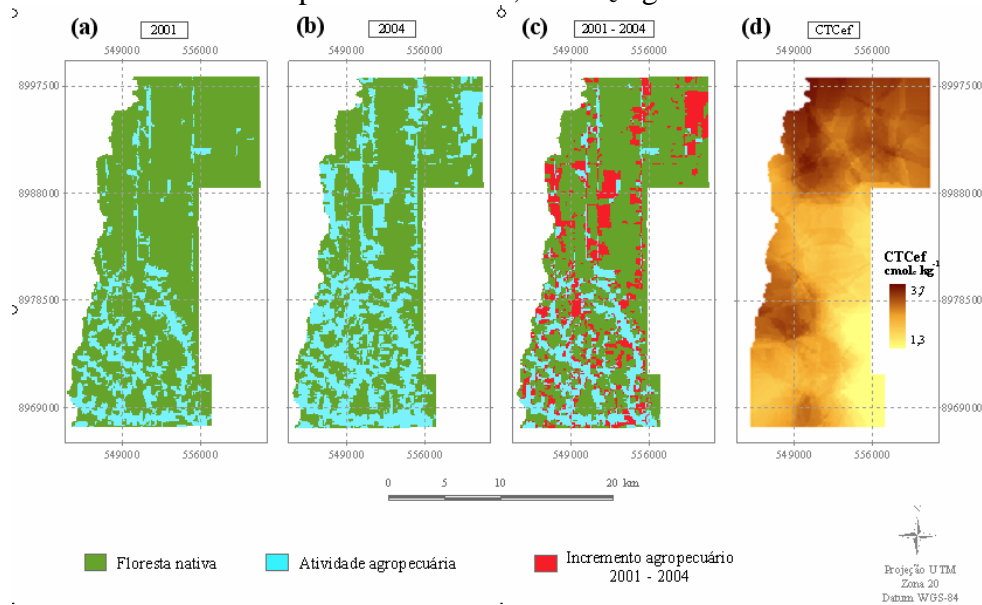 (a) 2001 (b) 2004 (c) 2001 - 2004 (d) CTCef
549000 556000 549000 556000 549000 556000 549000 556000
8997500 8997500
8988000 8988000
CTCef
cmolc kg-1
3,7
8978500 8978500
1,3
8969000 8969000
549000 556000 549000 556000 549000 556000 549000 556000
0 5 10 20 km
Floresta nativa Atividade agropecuária Incremento agropecuário
2001 - 2004
N
Projeção UTM
Zona 20
Datum WGS-84